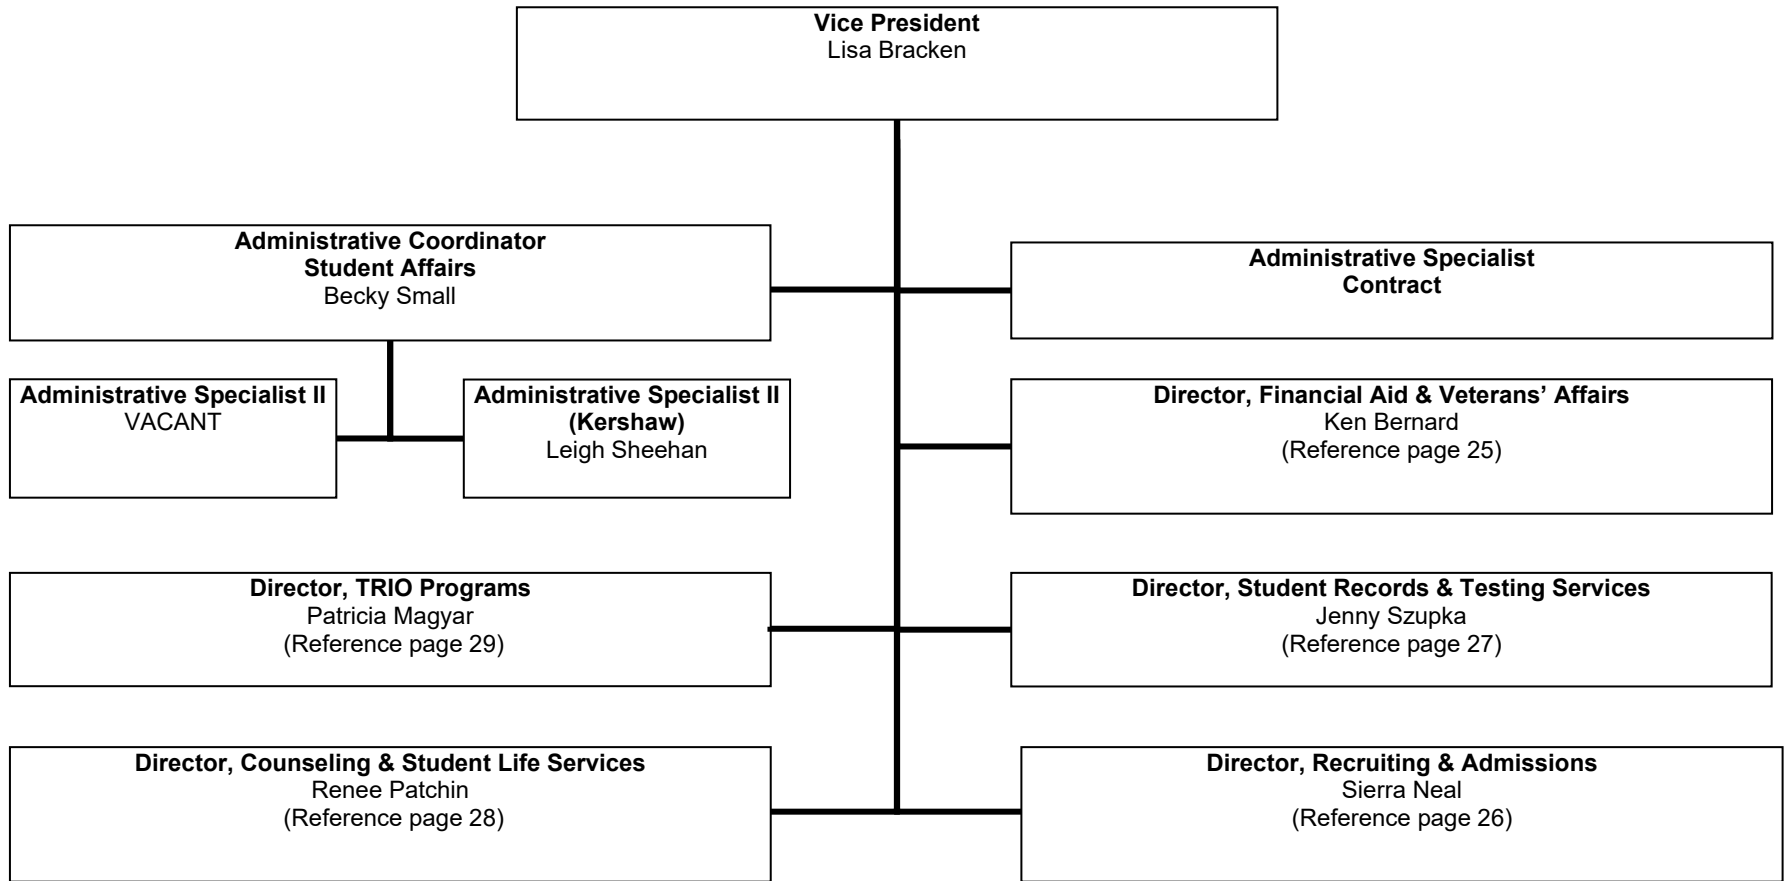 Vice President
Lisa Bracken
Administrative Coordinator
Student Affairs
Becky Small
Administrative Specialist
Contract
Administrative Specialist II
VACANT
Administrative Specialist II
(Kershaw)
Leigh Sheehan
Director, Financial Aid & Veterans’ Affairs
Ken Bernard
(Reference page 25)
Director, TRIO Programs
Patricia Magyar
(Reference page 29)
Director, Student Records & Testing Services
Jenny Szupka
(Reference page 27)
Director, Counseling & Student Life Services
Renee Patchin
(Reference page 28)
Director, Recruiting & Admissions
Sierra Neal
(Reference page 26)